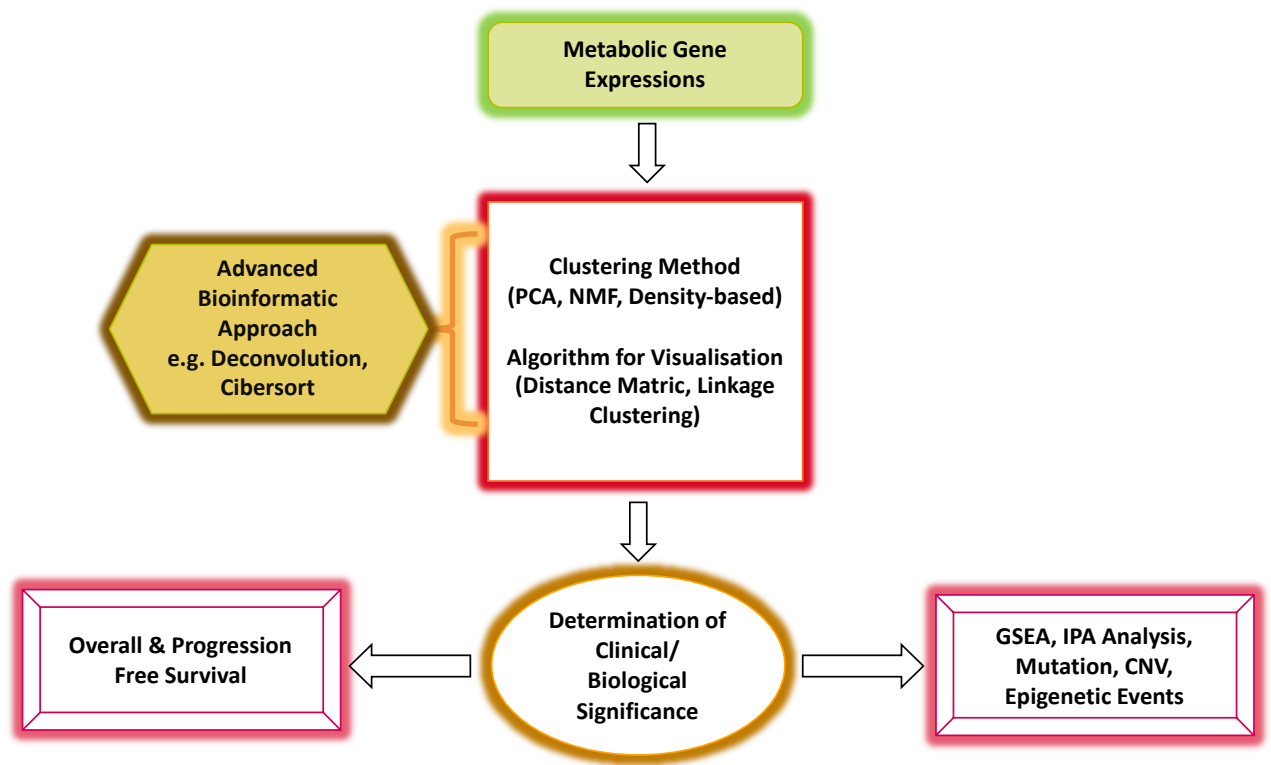 Metabolic Gene
Expressions
Advanced
Bioinformatic
Approach
e.g. Deconvolution,
Cibersort
Clustering Method
(PCA, NMF, Density-based)
Algorithm for Visualisation
(Distance Matric, Linkage
Clustering)
Overall & Progression
Free Survival
Determination of
Clinical/
Biological
Significance
GSEA, IPA Analysis,
Mutation, CNV,
Epigenetic Events